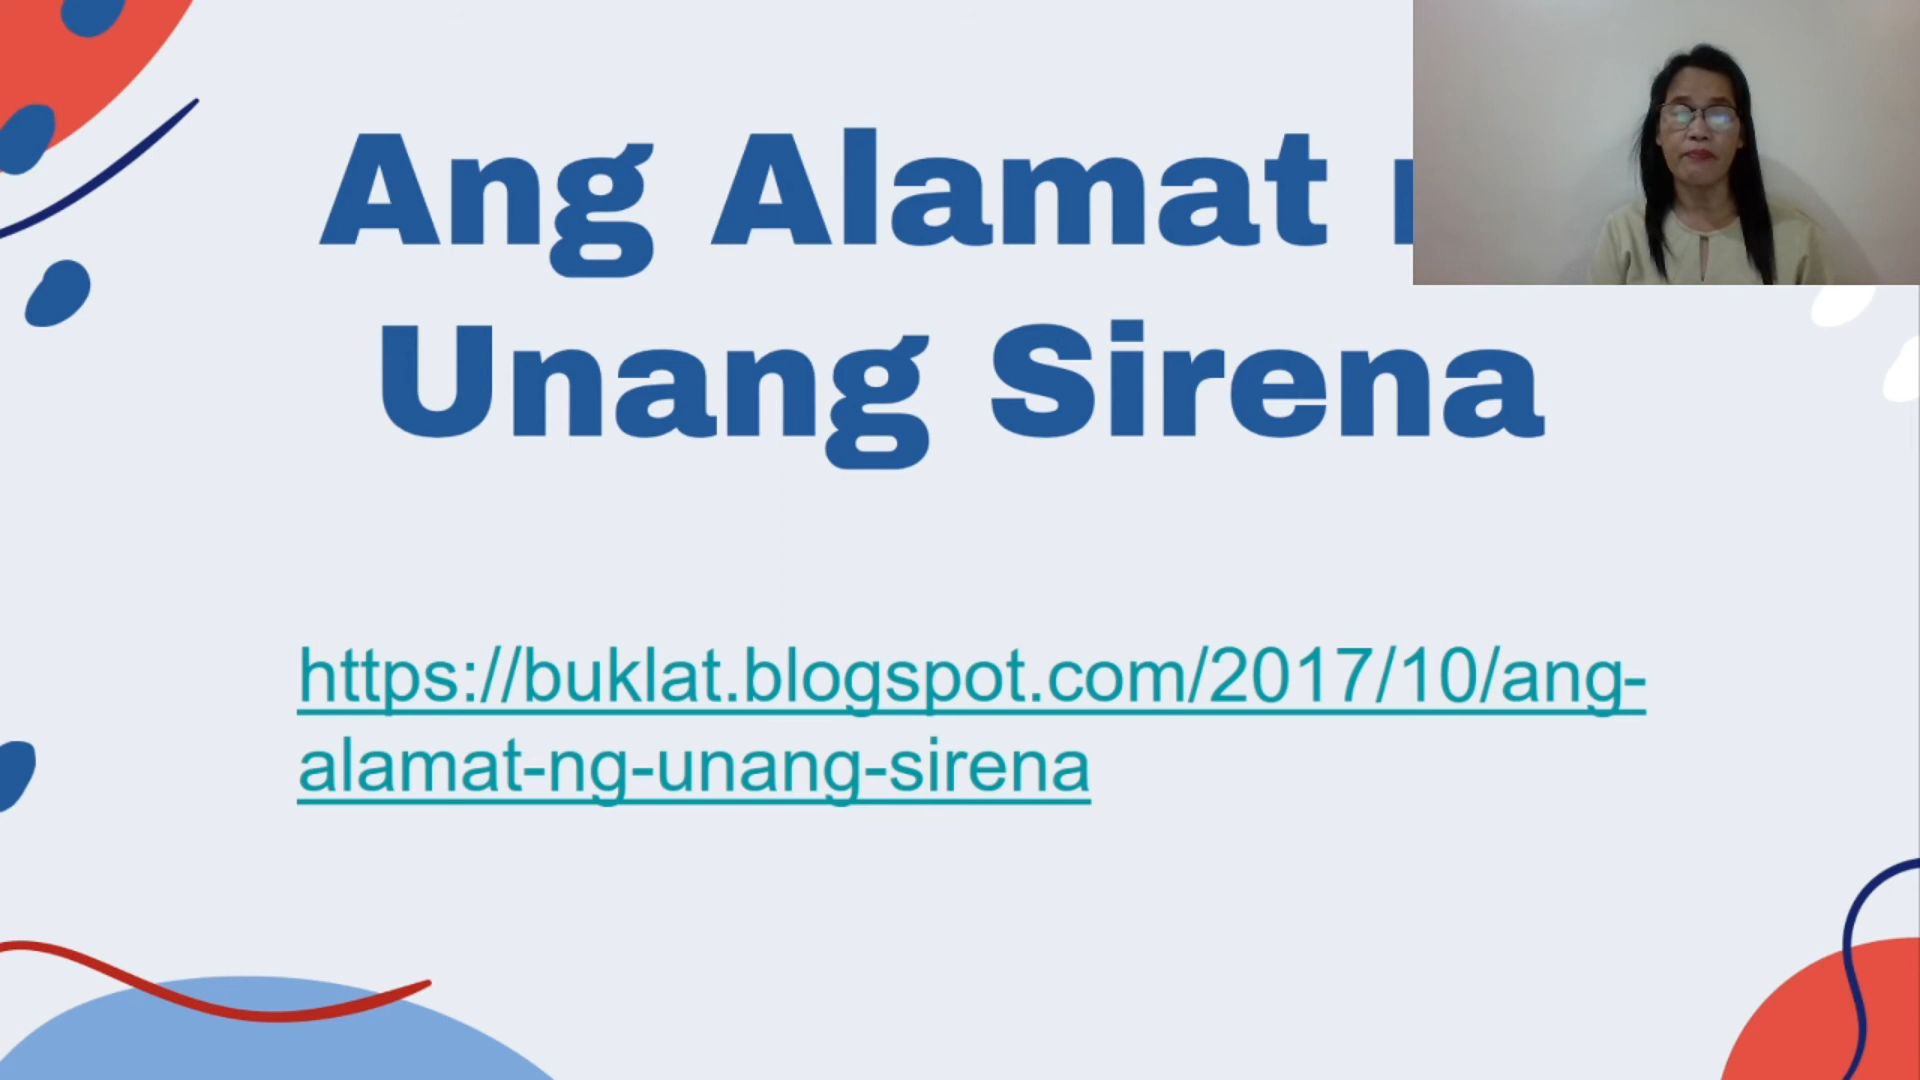 Ang Alamat
Unang Sirena
https://buklat.blogspot.com/2017/10/ang-
alamat-ng-unang-sirena